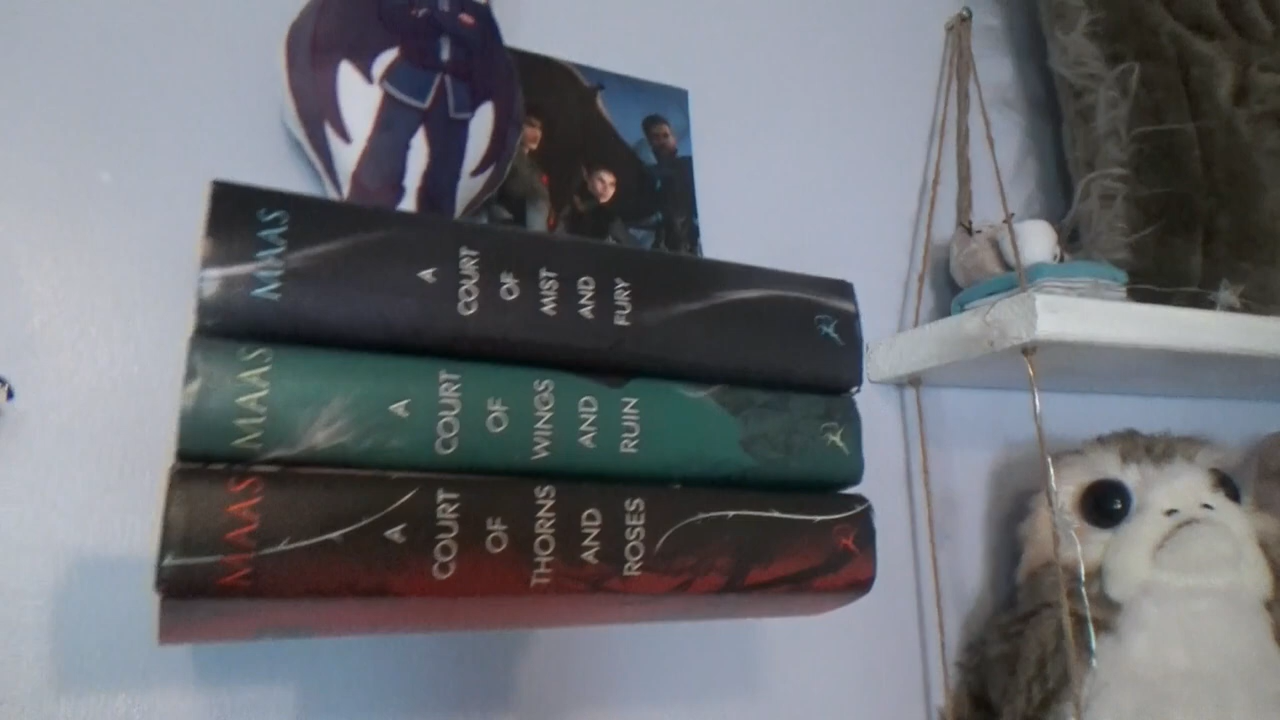 MAAS
A
COURT
OF
MIST
AND
FURY
MAAS
A
COURT
OF
WINGS
AND
RUIN
MAAS
A
COURT
OF
THORNS
AND
ROSES